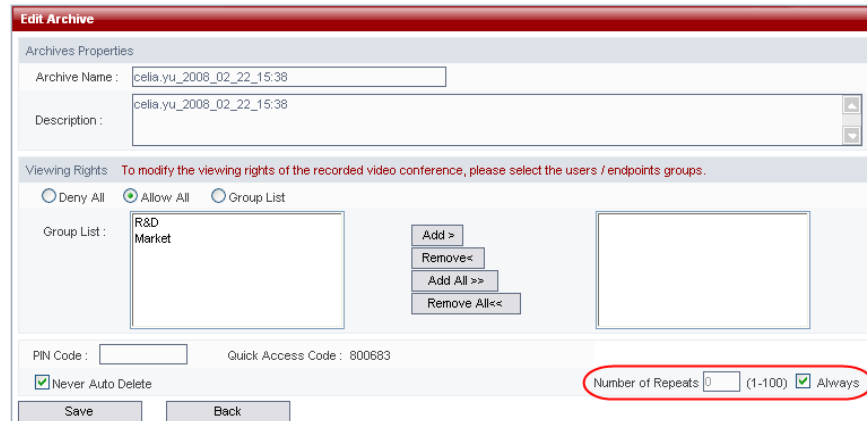 Edit Archive
Archives Properties
Archive Name : celia.yu_2008_02_22_15:38
Description : celia.yu_2008_02_22_15:38
Viewing Rights To modify the viewing rights of the recorded video conference, please select the users / endpoints groups.
Deny All Allow All Group List
Group List : R&D
Market
Add >
Remove<
Add All >>
Remove All<<
PIN Code : Quick Access Code : 800683
Never Auto Delete Number of Repeats 0 (1-100) Always
Save Back